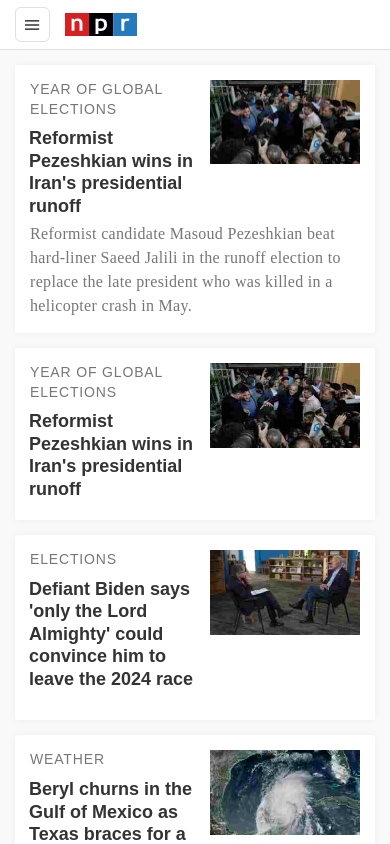 npr
YEAR OF GLOBAL
ELECTIONS
Reformist
Pezeshkian wins in
Iran's presidential
runoff
Reformist candidate Masoud Pezeshkian beat
hard-liner Saeed Jalili in the runoff election to
replace the late president who was killed in a
helicopter crash in May.
YEAR OF GLOBAL
ELECTIONS
Reformist
Pezeshkian wins in
Iran's presidential
runoff
ELECTIONS
Defiant Biden says
'only the Lord
Almighty' could
convince him to
leave the 2024 race
WEATHER
Beryl churns in the
Gulf of Mexico as
Texas braces for a